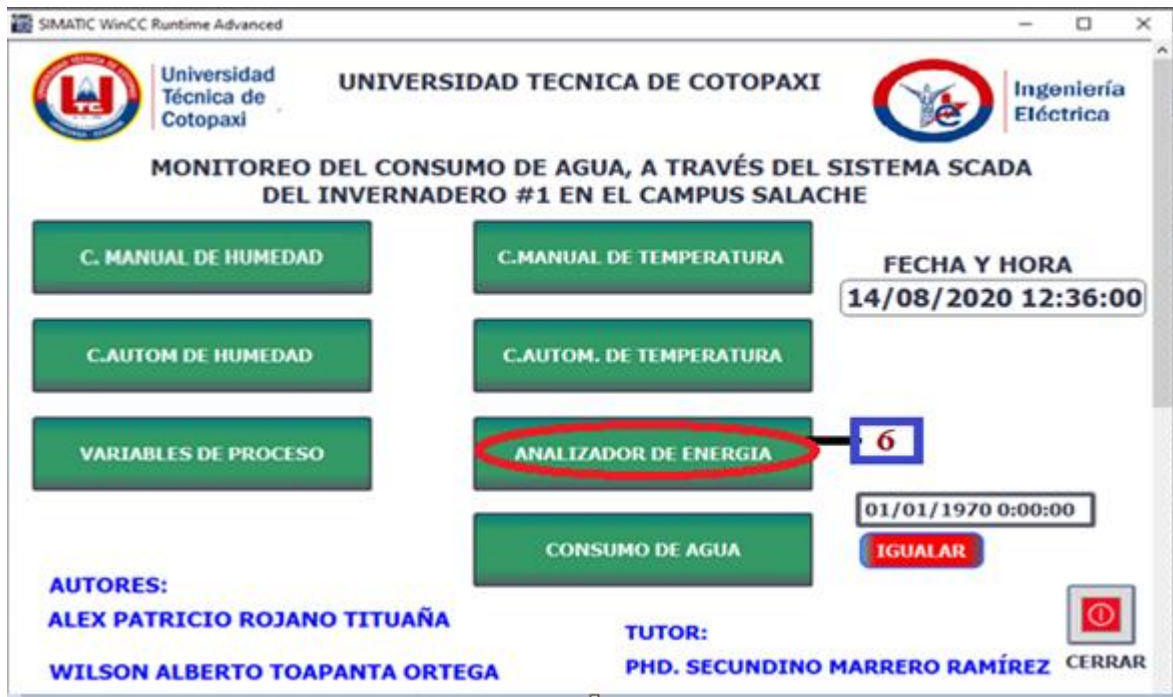 SIMATIC WinCC Runtime Advanced
Universidad
Técnica de
Cotopaxi
UNIVERSIDAD TECNICA DE COTOPAXI
Ingeniería
Eléctrica
MONITOREO DEL CONSUMO DE AGUA, A TRAVÉS DEL SISTEMA SCADA
DEL INVERNADERO #1 EN EL CAMPUS SALACHE
C. MANUAL DE HUMEDAD
C.MANUAL DE TEMPERATURA
FECHA Y HORA
14/08/2020 12:36:00
C.AUTOM DE HUMEDAD
C.AUTOM. DE TEMPERATURA
VARIABLES DE PROCESO
ANALIZADOR DE ENERGIA
6
01/01/1970 0:00:00
CONSUMO DE AGUA
IGUALAR
AUTORES:
ALEX PATRICIO ROJANO TITUAÑA
WILSON ALBERTO TOAPANTA ORTEGA
TUTOR:
PHD. SECUNDINO MARRERO RAMÍREZ
CERRAR